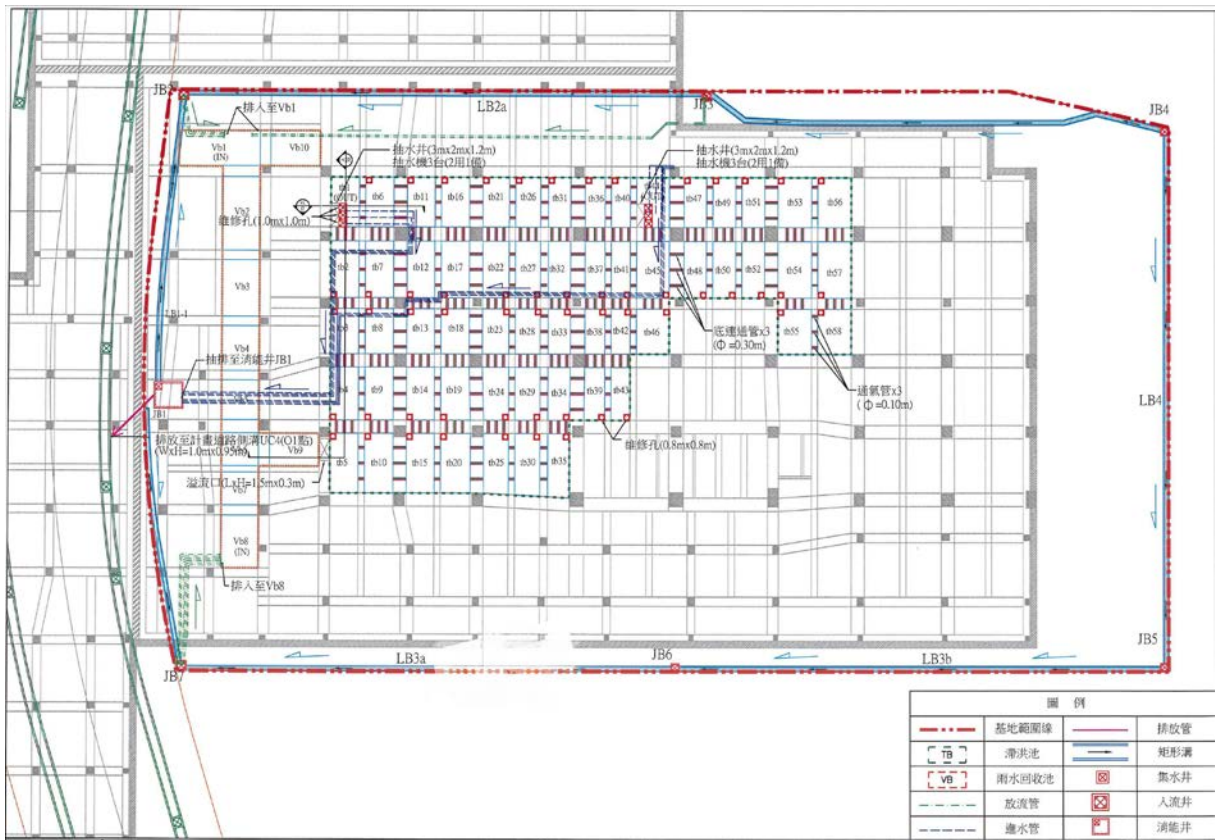 JB3
LB2a
JB4
排入至Vb1
Vb1
(IN)
Vb10
抽水井(3mx2mx1.2m)
抽水機3台(2用1備)
抽水井(3mx2mx1.2m)
抽水機3台(2用1備)
tb6
tb11
tb16
tb21
tb26
tb31
tb36
tb40
tb47
tb49
tb51
tb53
tb56
Vb2
維修孔(1.0mx1.0m)
tb2
tb7
tb12
tb17
tb22
tb27
tb32
tb37
tb41
tb45
tb48
tb50
tb52
tb54
tb57
Vb3
tb8
tb13
tb18
tb23
tb28
tb33
tb38
tb42
tb46
底連通管x3
(Φ=0.30m)
tb55
tb58
Vb4
抽排至消能井JB1
tb9
tb14
tb19
tb24
tb29
tb34
tb39
tb43
通氣管x3
(Φ=0.10m)
LB4
JB1
排放至計畫道路側溝UC4(O1點)
(WxH=1.0mx0.95m)
Vb9
維修孔(0.8mx0.8m)
tb5
tb10
tb15
tb20
tb25
tb30
tb35
溢流口(LxH=1.5mx0.3m)
Vb7
Vb8
(IN)
排入至Vb8
JB7
LB3a
JB6
LB3b
JB5
圖 例
基地範圍線
排放管
TB
滯洪池
矩形溝
VB
雨水回收池
集水井
放流管
入流井
進水管
消能井